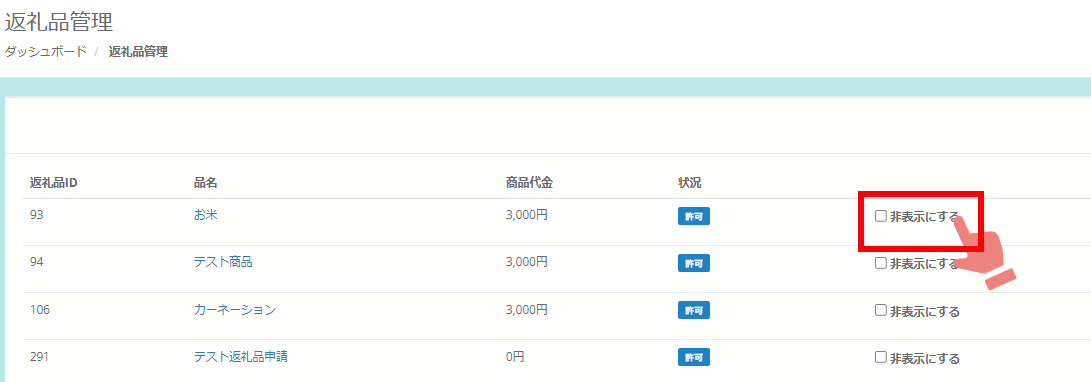 返礼品管理
ダッシュボード / 返礼品管理
返礼品ID 品名 商品代金 状況
93 お米 3,000円 許可 非表示にする
94 テスト商品 3,000円 許可 非表示にする
106 カーネーション 3,000円 許可 非表示にする
291 テスト返礼品申請 0円 許可 非表示にする